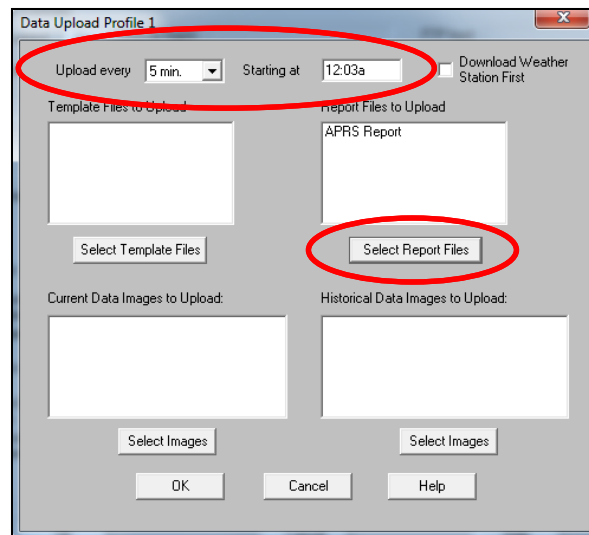 Data Upload Profile 1
Upload every 5 min. Starting at 12:03a Download Weather
Station First
Template Files to Upload: Report Files to Upload
APRS Report
Select Template Files Select Report Files
Current Data Images to Upload: Historical Data Images to Upload:
Select Images Select Images
OK Cancel Help